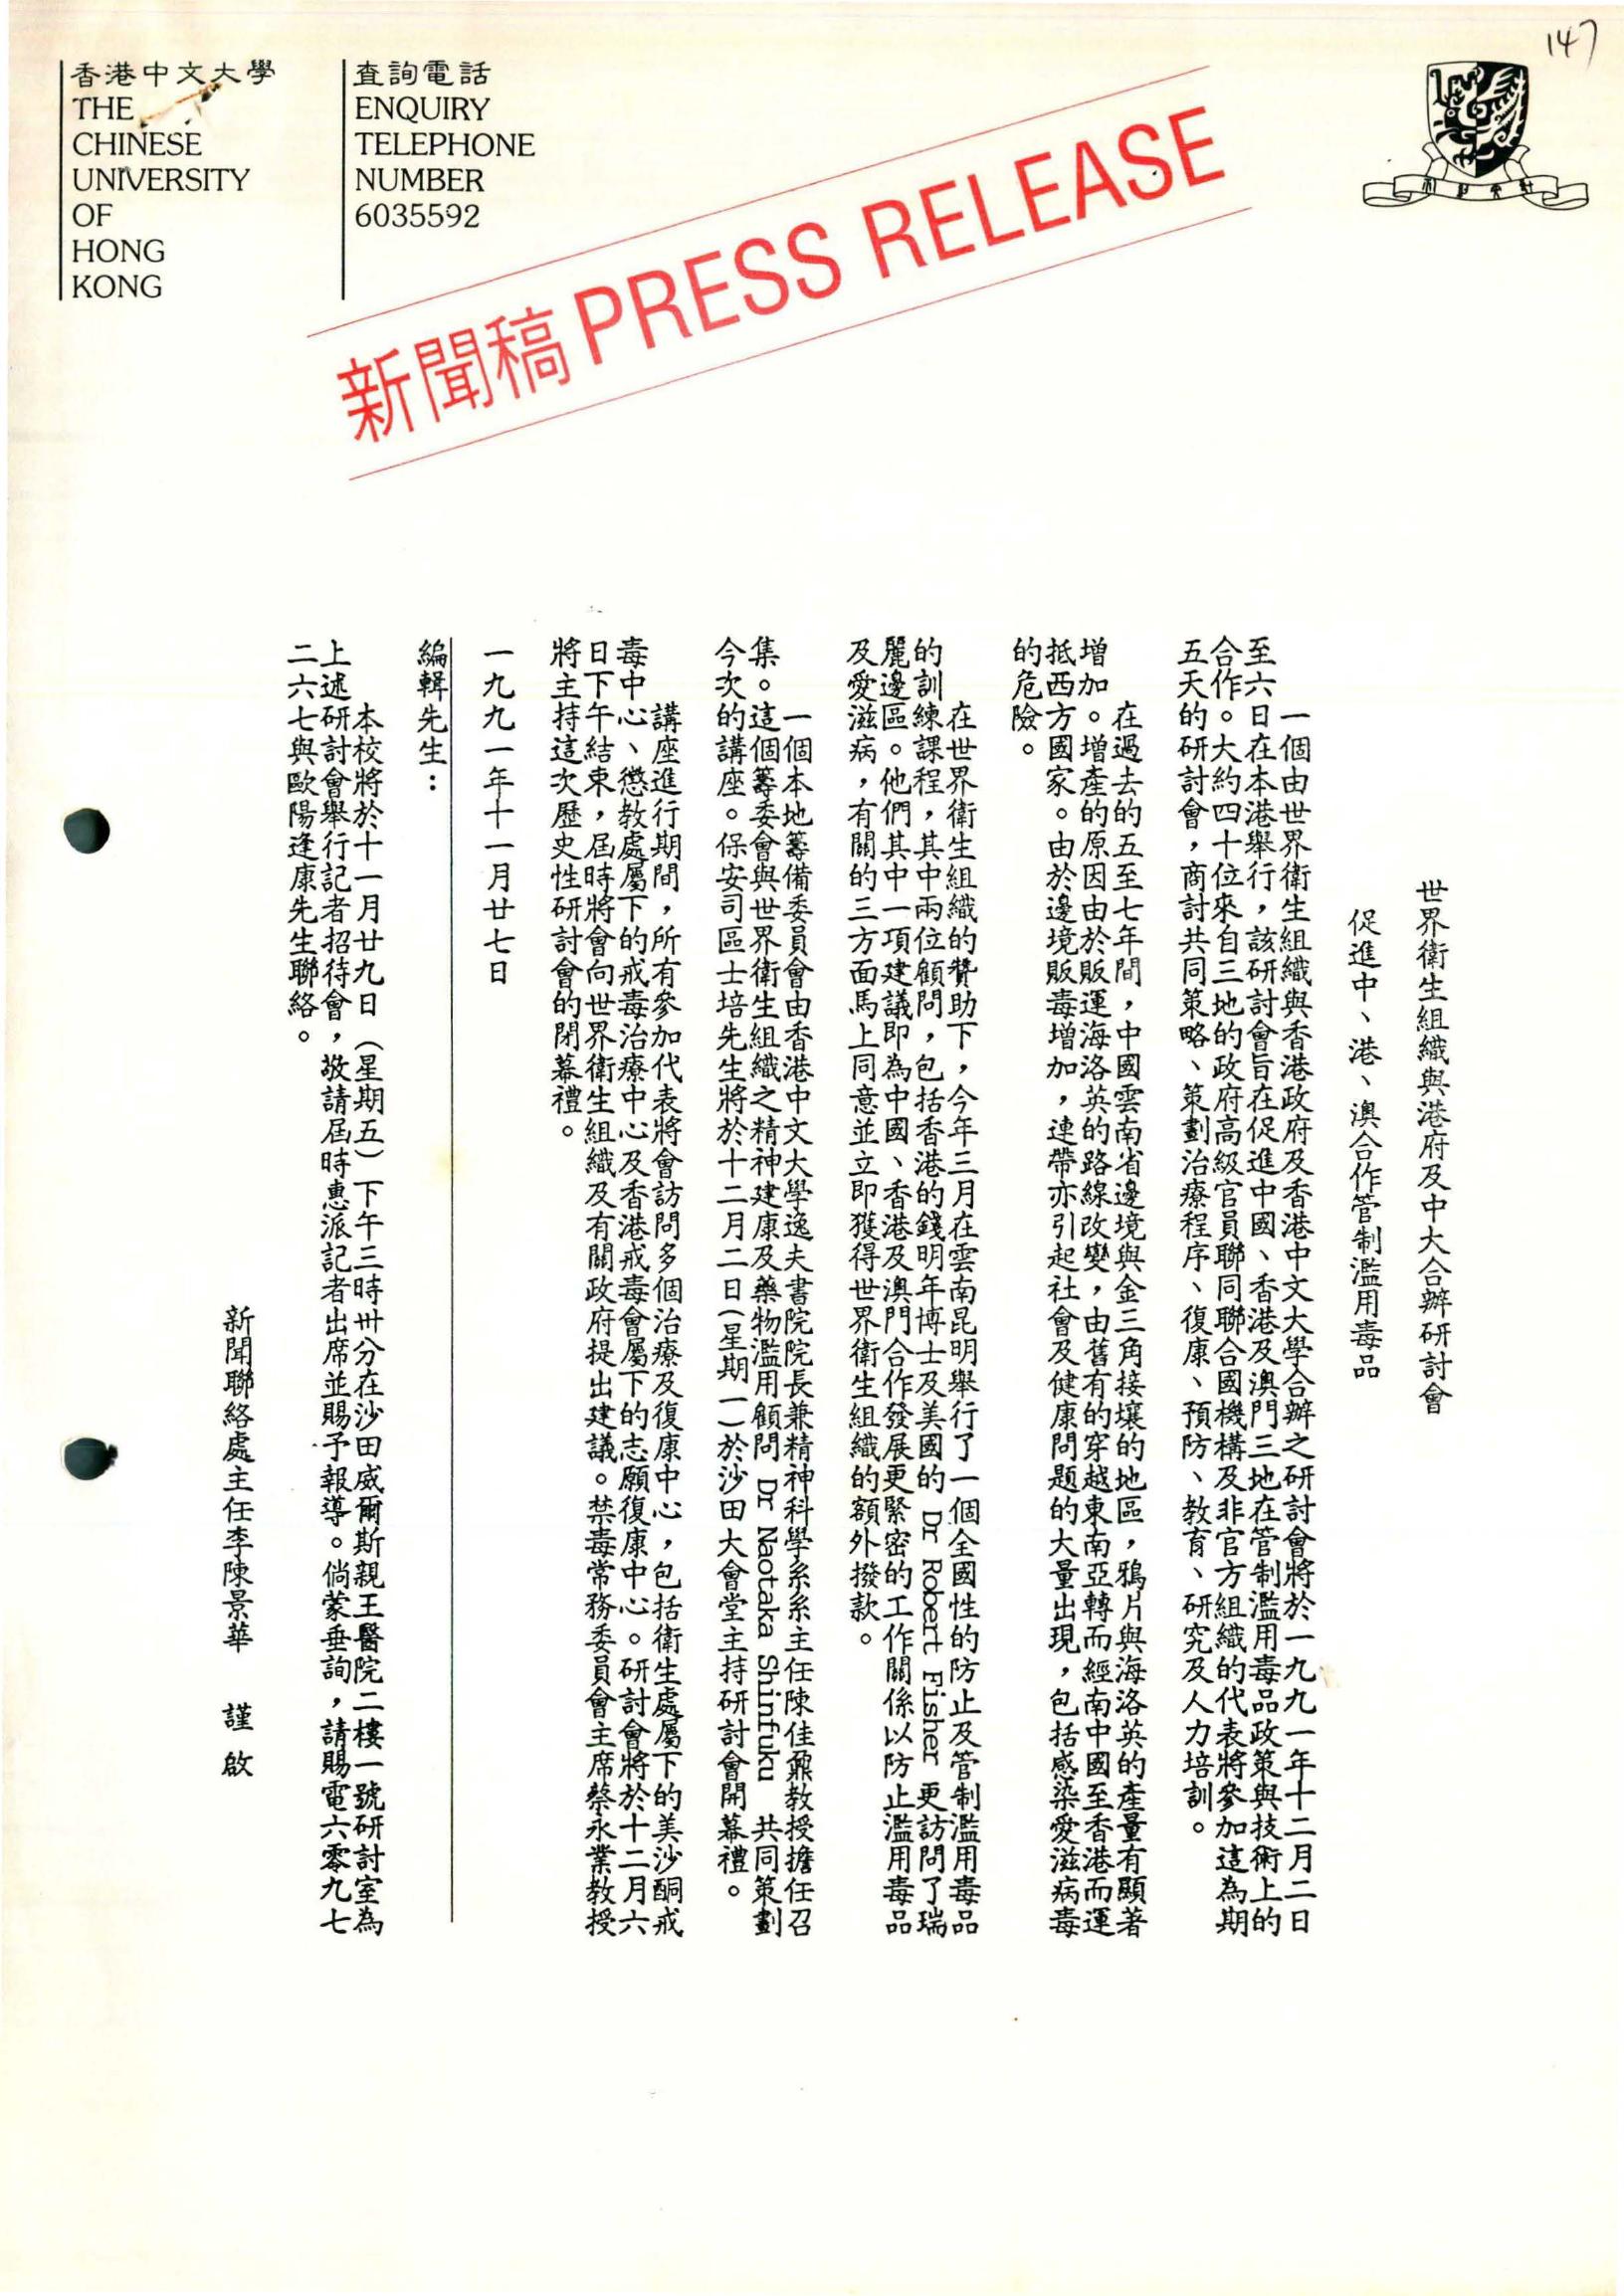 147
香港中文大學
THE
CHINESE
UNIVERSITY
OF
HONG
KONG
查詢電話
ENQUIRY
TELEPHONE
NUMBER
6035592
新聞稿 PRESS RELEASE
世界衛生組織與港府及中大合辦研討會
促進中、港、澳合作管制濫用毒品
一個由世界衛生組織與香港政府及香港中文大學合辦之研討會將於一九九一年十二月二日
至六日在本港舉行，該研討會旨在促進中國、香港及澳門三地在管制濫用毒品政策與技術上的
合作。大約四十位來自三地的政府高級官員聯同聯合國機構及非官方組織的代表將參加這為期
五天的研討會，商討共同策略、策劃治療程序、復康、預防、教育、研究及人力培訓。
在過去的五至七年間，中國雲南省邊境與金三角接壤的地區，鴉片與海洛英的產量有顯著
增加。增產的原因由於販運海洛英的路線改變，由舊有的穿越東南亞轉而經南中國至香港而運
抵西方國家。由於邊境販毒增加，連帶亦引起社會及健康問題的大量出現，包括感染愛滋病毒
的危險。
在世界衛生組織的贊助下，今年三月在雲南昆明舉行了一個全國性的防止及管制濫用毒品
的訓練課程，其中兩位顧問，包括香港的錢明年博士及美國的 Dr Robert Fisher 更訪問了瑞
麗邊區。他們其中一項建議即為中國、香港及澳門合作發展更緊密的工作關係以防止濫用毒品
及愛滋病，有關的三方面馬上同意並立即獲得世界衛生組織的額外撥款。
一個本地籌備委員會由香港中文大學逸夫書院院長兼精神科學系系主任陳佳鼐教授擔任召
集。這個籌委會與世界衛生組織之精神建康及藥物濫用顧問 Dr Naotaka Shinfuku 共同策劃
今次的講座。保安司區士培先生將於十二月二日（星期一）於沙田大會堂主持研討會開幕禮。
講座進行期間，所有參加代表將會訪問多個治療及復康中心，包括衛生處屬下的美沙酮戒
毒中心、懲教處屬下的戒毒治療中心及香港戒毒會屬下的志願復康中心。研討會將於十二月六
日下午結束，屆時將會向世界衛生組織及有關政府提出建議。禁毒常務委員會主席蔡永業教授
將主持這次歷史性研討會的閉幕禮。
一九九一年十一月廿七日
編輯先生：
本校將於十一月廿九日（星期五）下午三時卅分在沙田威爾斯親王醫院二樓一號研討室為
上述研討會舉行記者招待會，敬請屆時惠派記者出席並賜予報導。倘蒙垂詢，請賜電六零九七
二六七與歐陽逢康先生聯絡。
新聞聯絡處主任李陳景華 謹啟